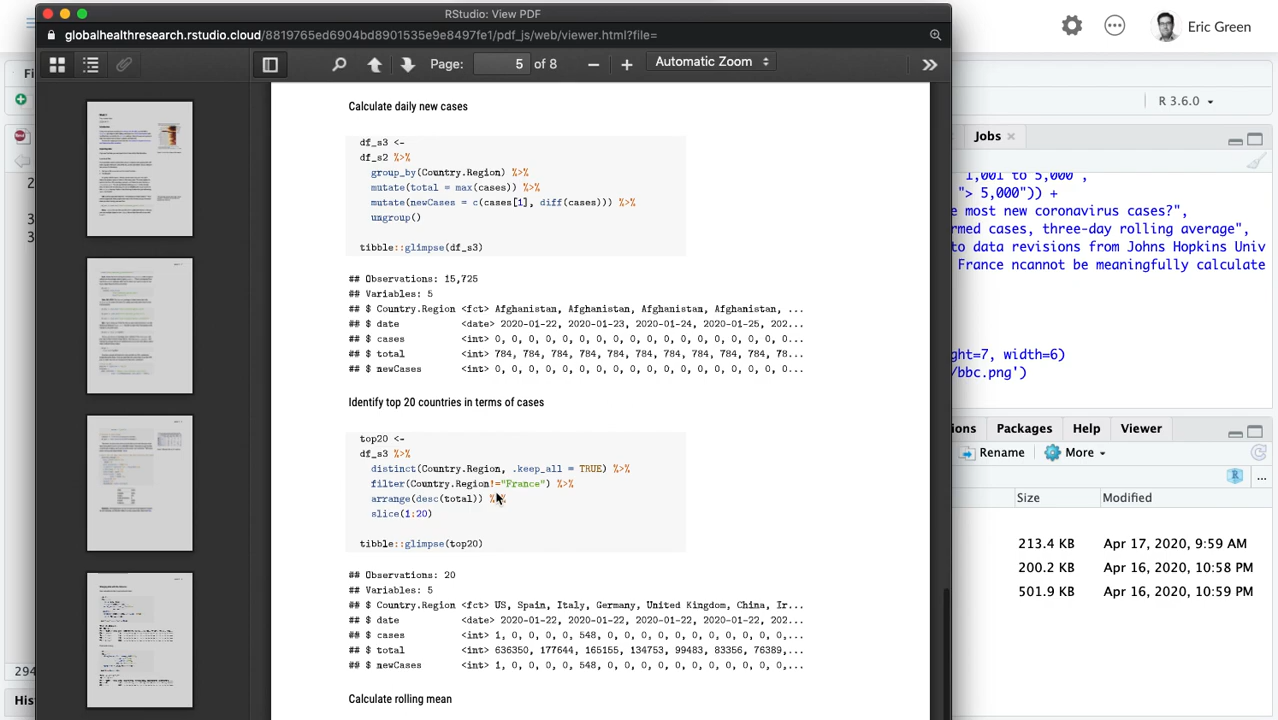 RStudio: View PDF
globalhealthresearch.rstudio.cloud/8819765ed6904bd8901535e9e8497fe1/pdf_js/web/viewer.html?file=
Eric Green
Page: 5 of 8
Automatic Zoom
R 3.6.0
Jobs
Fi
2
3
3
294
His
Calculate daily new cases
df_s3 <-
df_s2 %>%
group_by(Country.Region) %>%
mutate(total = max(cases)) %>%
mutate(newCases = c(cases[1], diff(cases))) %>%
ungroup()
tibble::glimpse(df_s3)
## Observations: 15,725
## Variables: 5
## $ Country.Region <fct> Afghanistan, Afghanistan, Afghanistan, Afghanistan, ...
## $ date <date> 2020-01-22, 2020-01-23, 2020-01-24, 2020-01-25, 202...
## $ cases <int> 0, 0, 0, 0, 0, 0, 0, 0, 0, 0, 0, 0, 0, 0, 0, 0, 0, 0...
## $ total <int> 784, 784, 784, 784, 784, 784, 784, 784, 784, 784, 78...
## $ newCases <int> 0, 0, 0, 0, 0, 0, 0, 0, 0, 0, 0, 0, 0, 0, 0, 0, 0, 0...
Identify top 20 countries in terms of cases
top20 <-
df_s3 %>%
distinct(Country.Region, .keep_all = TRUE) %>%
filter(Country.Region!="France") %>%
arrange(desc(total)) %>%
slice(1:20)
tibble::glimpse(top20)
## Observations: 20
## Variables: 5
## $ Country.Region <fct> US, Spain, Italy, Germany, United Kingdom, China, Ir...
## $ date <date> 2020-01-22, 2020-01-22, 2020-01-22, 2020-01-22, 202...
## $ cases <int> 1, 0, 0, 0, 0, 548, 0, 0, 0, 0, 0, 0, 0, 0, 0, 0, 0,...
## $ total <int> 636350, 177644, 165155, 134753, 99483, 83356, 76389,...
## $ newCases <int> 1, 0, 0, 0, 0, 548, 0, 0, 0, 0, 0, 0, 0, 0, 0, 0, 0,...
Calculate rolling mean
1,001 to 5,000",
"> 5,000")) +
e most new coronavirus cases?",
rmed cases, three-day rolling average",
to data revisions from Johns Hopkins Univ
France ncannot be meaningfully calculate
ght=7, width=6)
/bbc.png')
ions Packages Help Viewer
Rename More
Size Modified
213.4 KB Apr 17, 2020, 9:59 AM
200.2 KB Apr 16, 2020, 10:58 PM
501.9 KB Apr 16, 2020, 10:58 PM